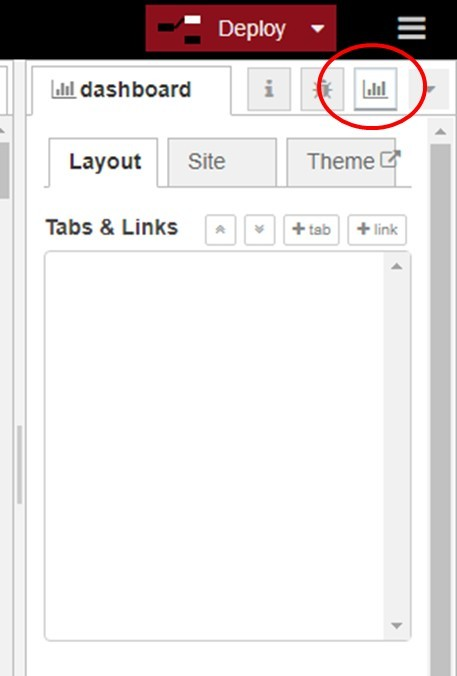 Deploy
dashboard
Layout Site Theme
Tabs & Links + tab + link